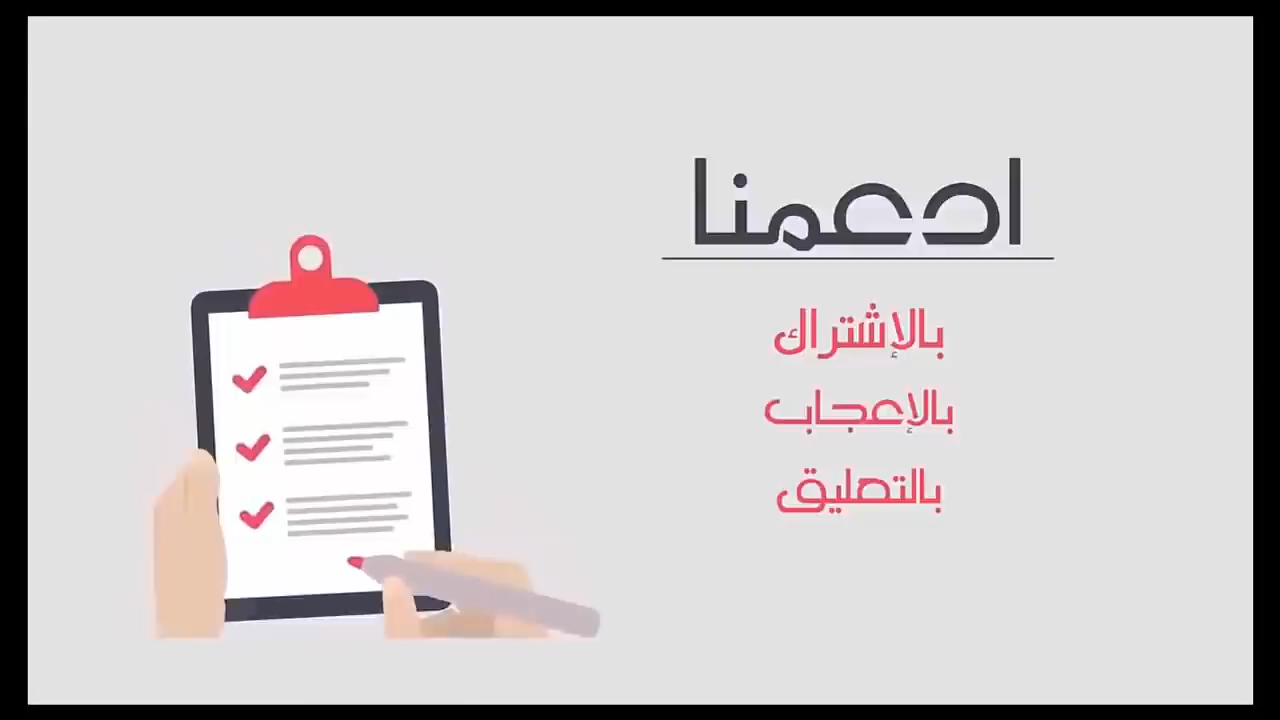 ادعمنا
بالإشتراك
بالإعجاب
بالتعليق